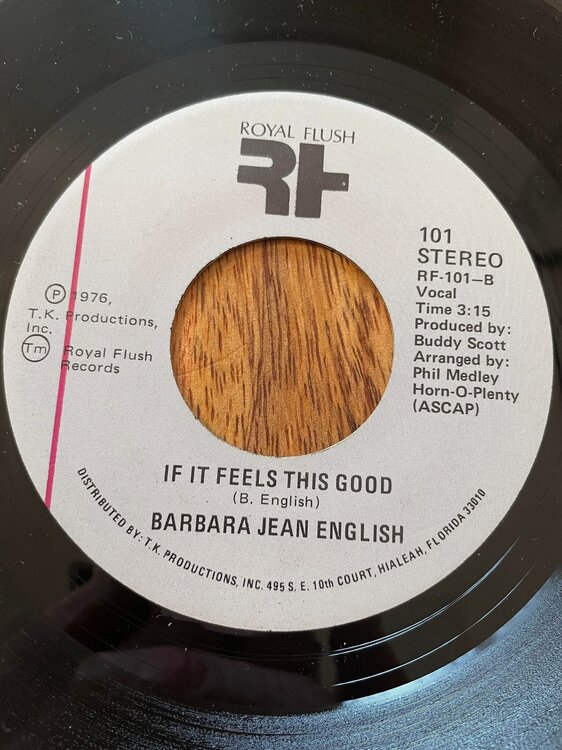 ROYAL FLUSH
RF
101
STEREO
RF-101-B
Vocal
Time 3:15
Produced by:
Buddy Scott
Arranged by:
Phil Medley
Horn-O-Plenty
(ASCAP)
Ⓟ 1976,
T.K. Productions,
Inc.
Tm Royal Flush
Records
IF IT FEELS THIS GOOD
(B. English)
BARBARA JEAN ENGLISH
DISTRIBUTED BY: T.K. PRODUCTIONS, INC. 495 S. E. 10th COURT, HIALEAH, FLORIDA 33010